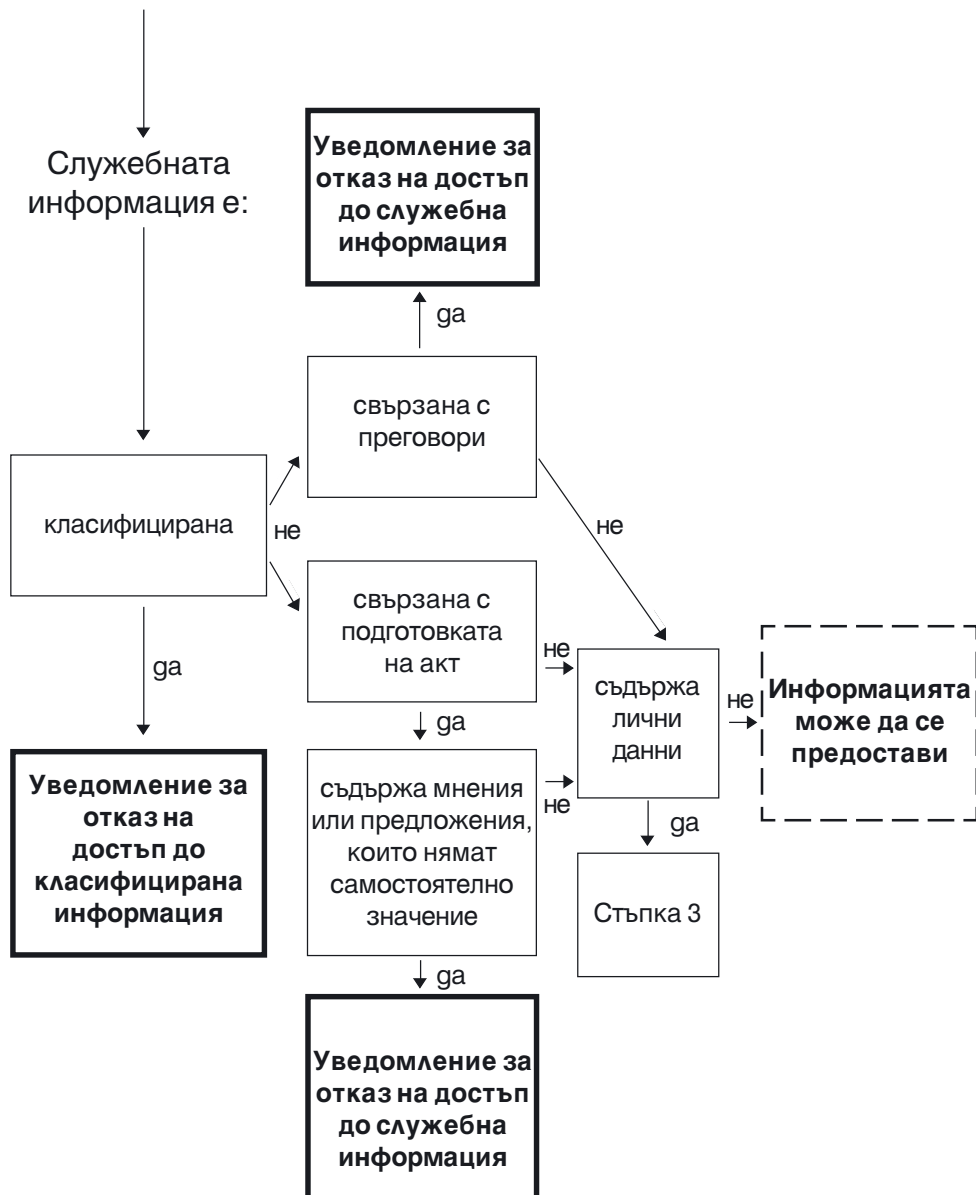 Служебната
информация е:
Уведомление за
отказ на достъп
до служебна
информация
да
свързана с
преговори
класифицирана
не
не
свързана с
подготовката
на акт
не
да
да
съдържа
лични
данни
не
Информацията
може да се
предостави
Уведомление за
отказ на
достъп до
класифицирана
информация
съдържа мнения
или предложения,
които нямат
самостоятелно
значение
не
да
Стъпка 3
да
Уведомление за
отказ на достъп
до служебна
информация